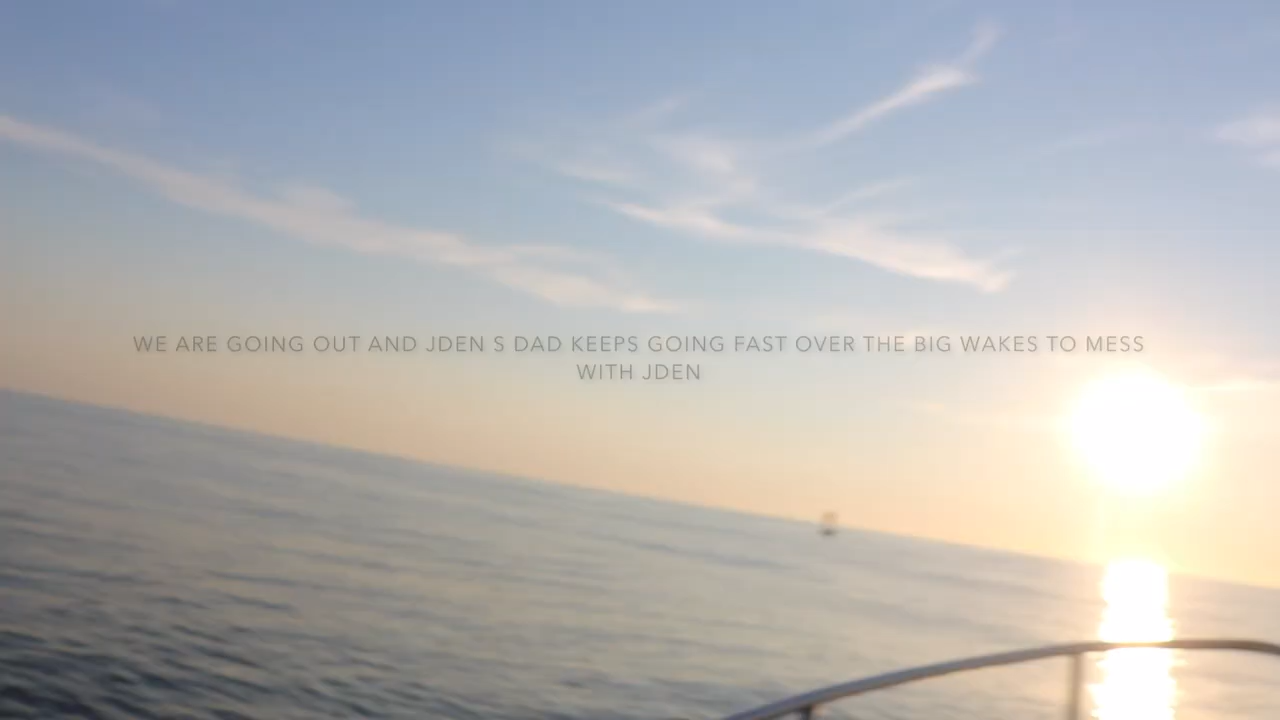 WE ARE GOING OUT AND JDEN S DAD KEEPS GOING FAST OVER THE BIG WAKES TO MESS
WITH JDEN